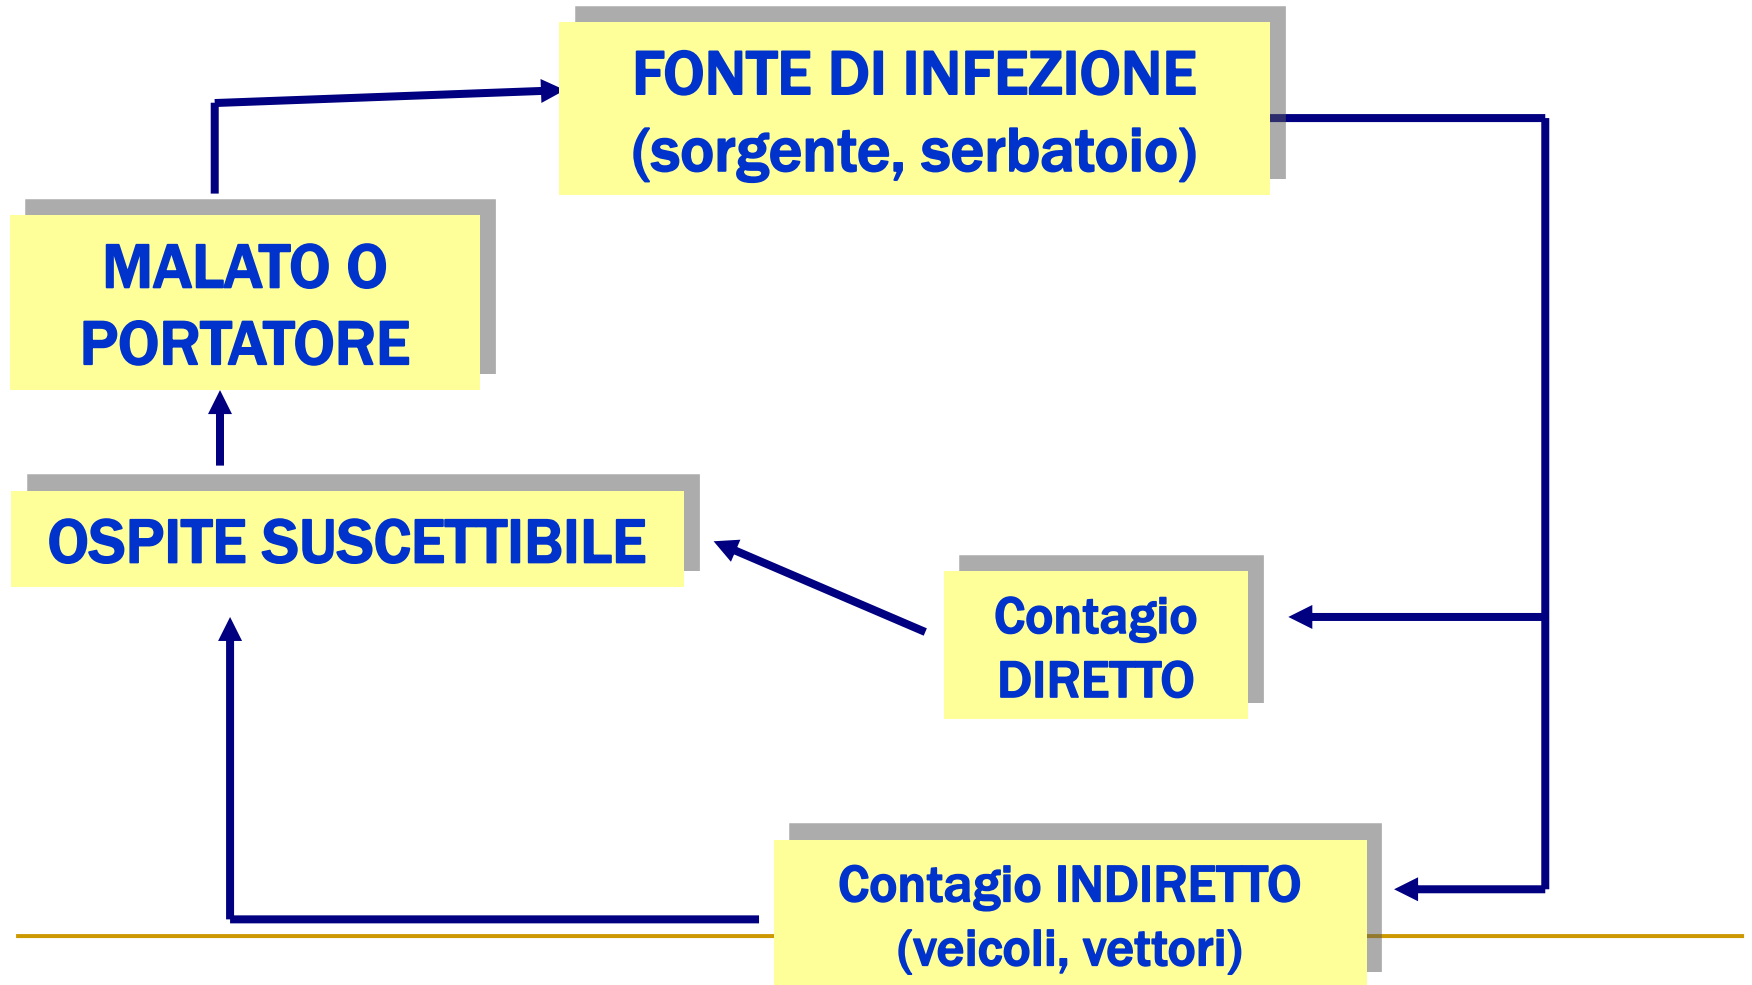 FONTE DI INFEZIONE
(sorgente, serbatoio)
MALATO O
PORTATORE
OSPITE SUSCETTIBILE
Contagio
DIRETTO
Contagio INDIRETTO
(veicoli, vettori)